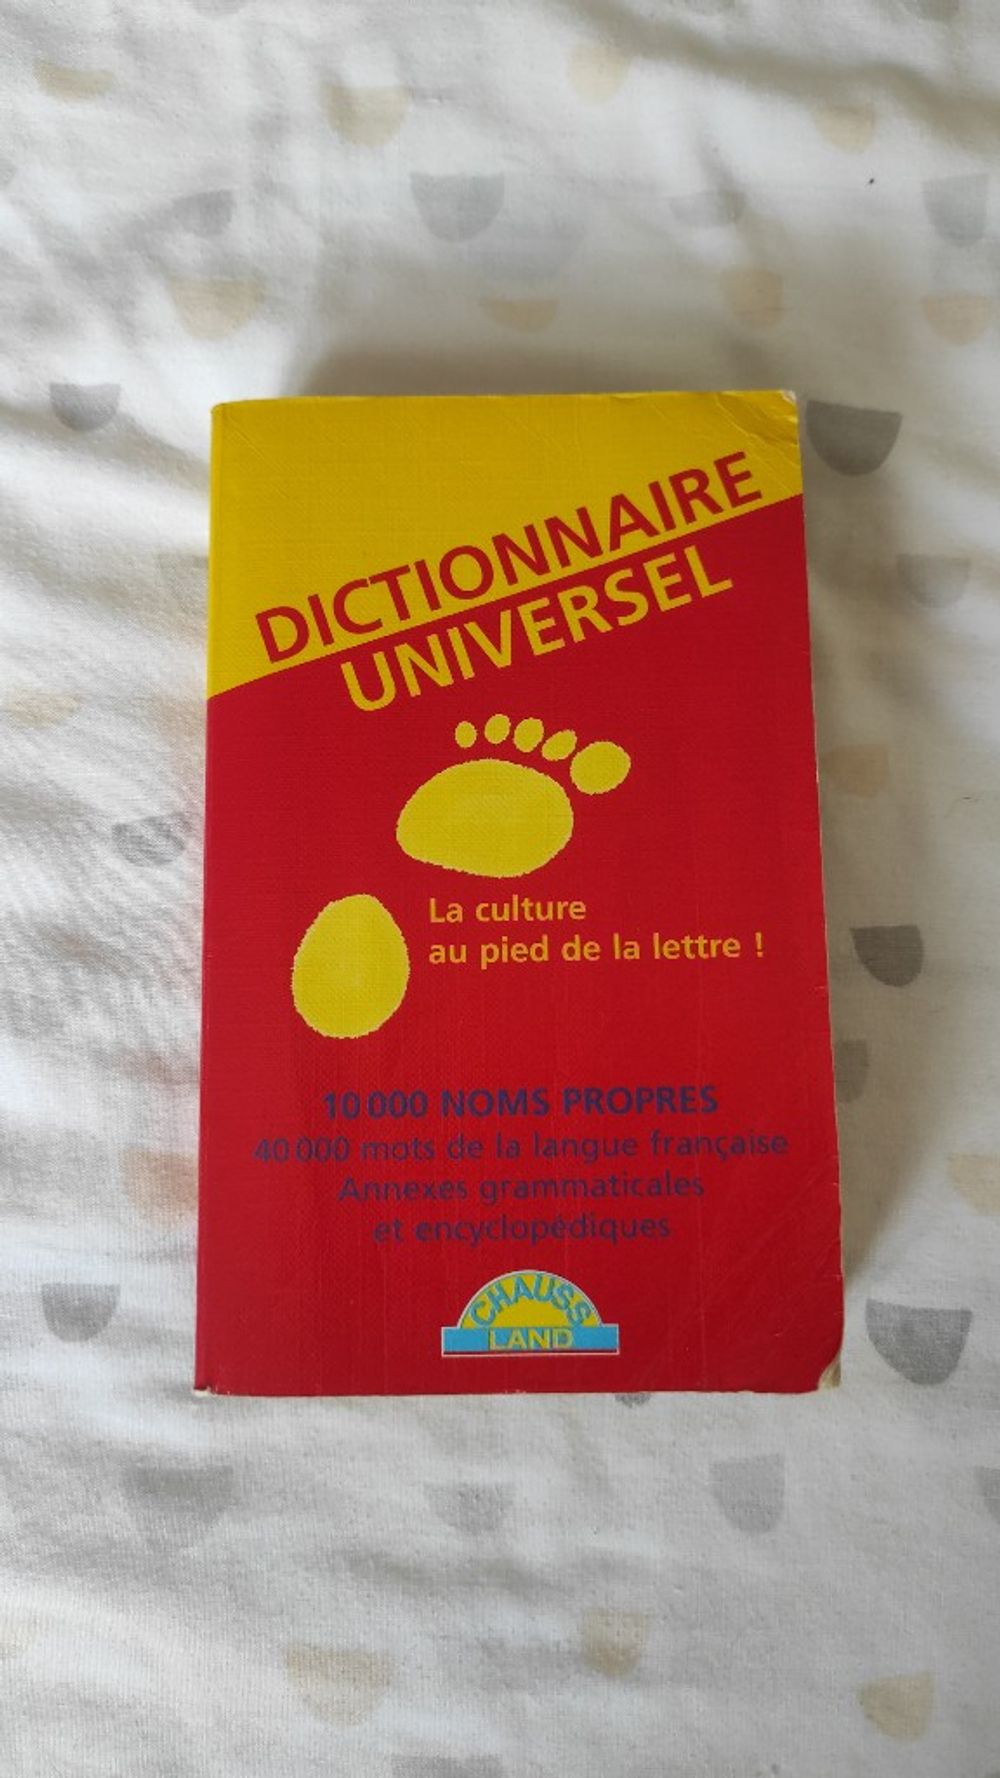 DICTIONNAIRE
UNIVERSEL
La culture
au pied de la lettre !
10 000 NOMS PROPRES
40 000 mots de la langue française
Annexes grammaticales
et encyclopédiques
CHAUSS
LAND